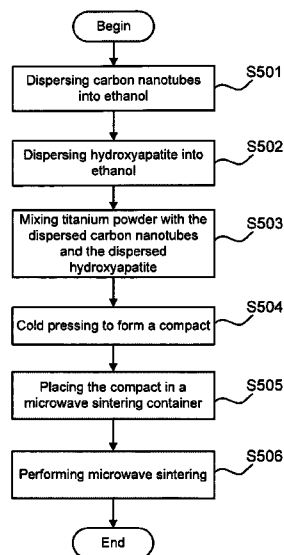 Begin
Dispersing carbon nanotubes
into ethanol
S501
Dispersing hydroxyapatite into
ethanol
S502
Mixing titanium powder with the
dispersed carbon nanotubes
and the dispersed
hydroxyapatite
S503
Cold pressing to form a compact
S504
Placing the compact in a
microwave sintering container
S505
Performing microwave sintering
S506
End